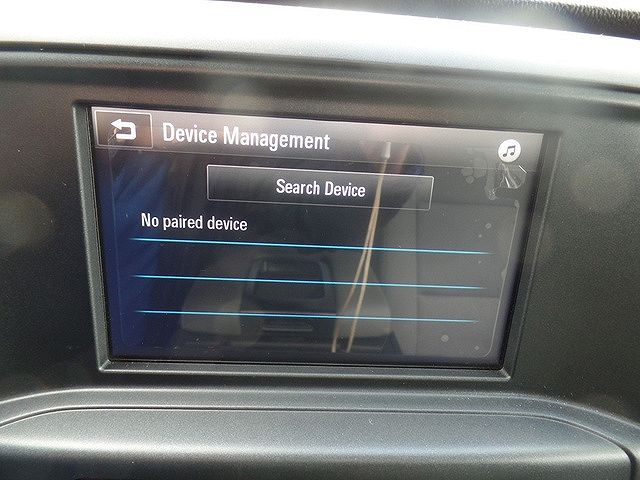 Device Management
Search Device
No paired device